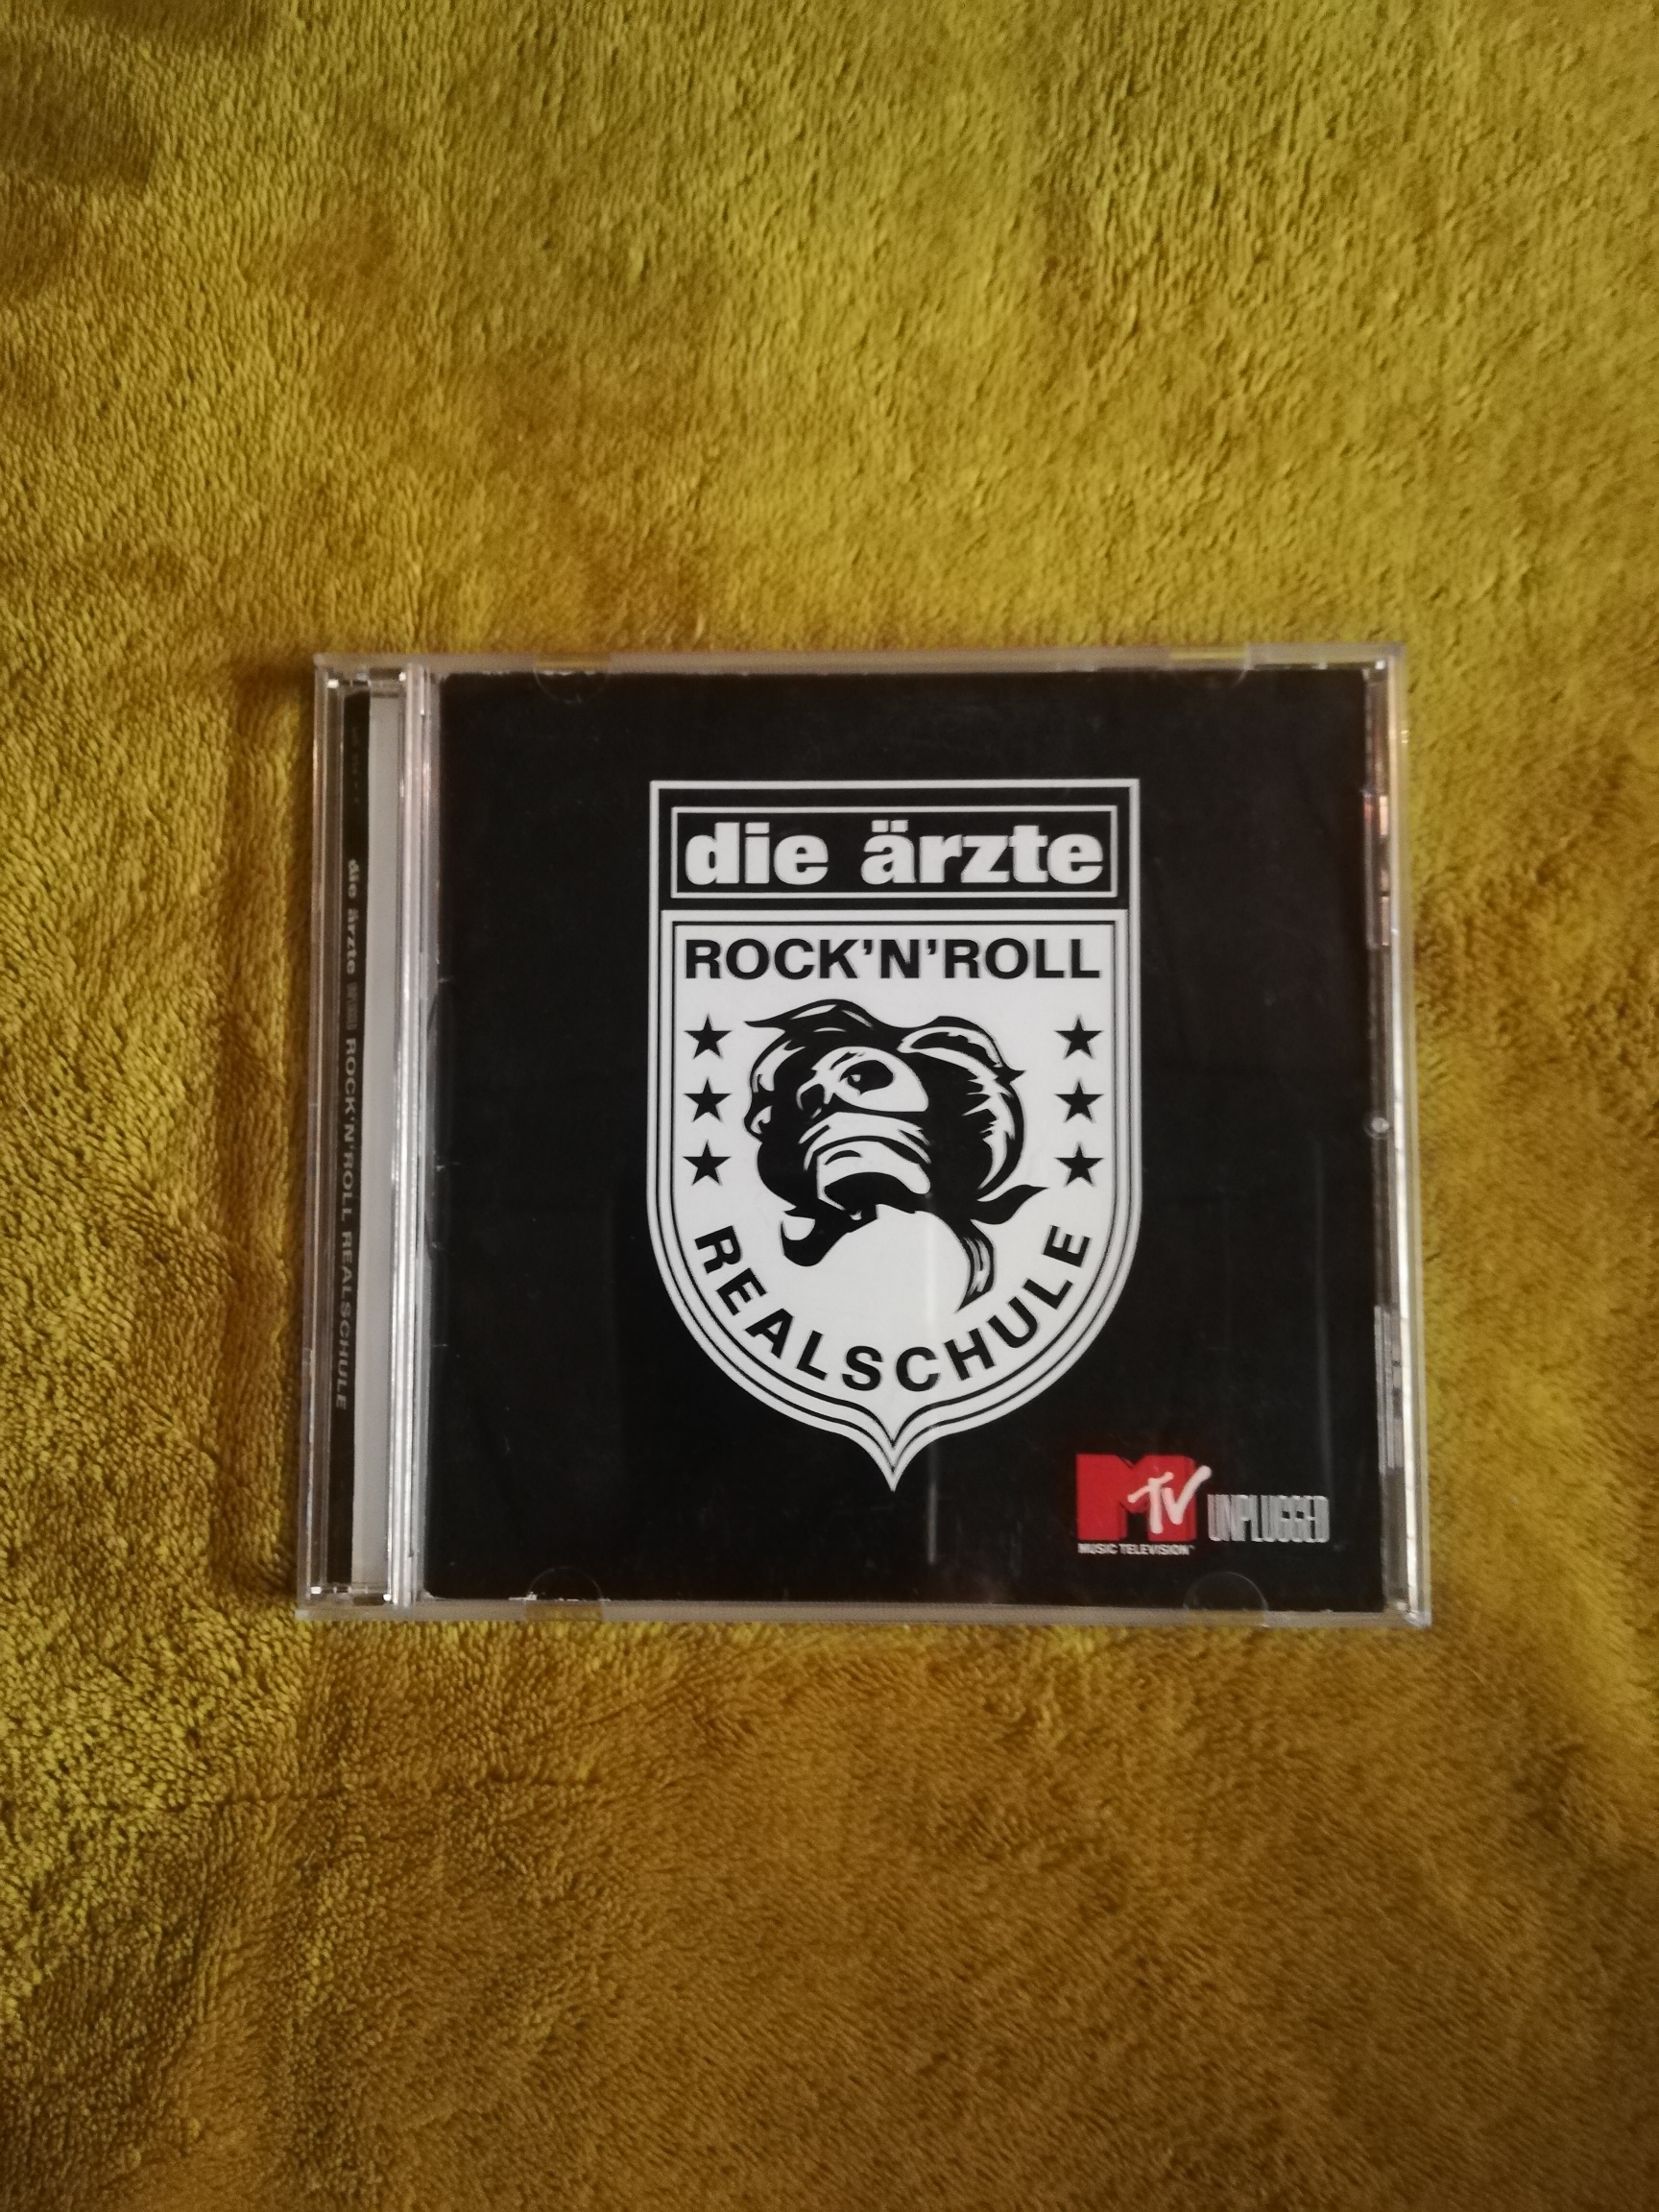 die ärzte
ROCK'N'ROLL
REALSCHULE
MTV UNPLUGGED
MUSIC TELEVISION
die ärzte ROCK'N'ROLL REALSCHULE